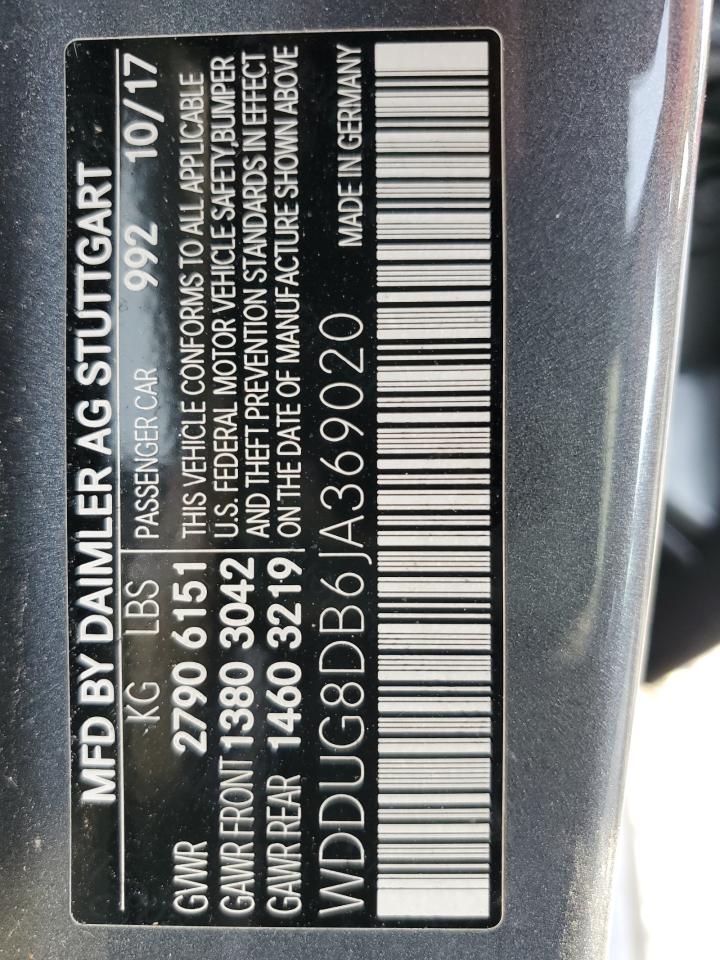 MFD BY DAIMLER AG STUTTGART
KG LBS PASSENGER CAR 992 10/17
GVWR 2790 6151 THIS VEHICLE CONFORMS TO ALL APPLICABLE
GAWR FRONT 1380 3042 U.S. FEDERAL MOTOR VEHICLE SAFETY,BUMPER
GAWR REAR 1460 3219 AND THEFT PREVENTION STANDARDS IN EFFECT
ON THE DATE OF MANUFACTURE SHOWN ABOVE
WDDUG8DB6JA369020 MADE IN GERMANY